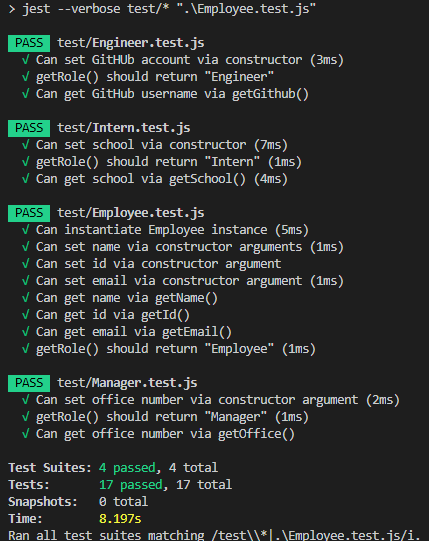 > jest --verbose test/* ".\Employee.test.js"
PASS test/Engineer.test.js
√ Can set GitHUb account via constructor (3ms)
√ getRole() should return "Engineer"
√ Can get GitHub username via getGithub()
PASS test/Intern.test.js
√ Can set school via constructor (7ms)
√ getRole() should return "Intern" (1ms)
√ Can get school via getSchool() (4ms)
PASS test/Employee.test.js
√ Can instantiate Employee instance (5ms)
√ Can set name via constructor arguments (1ms)
√ Can set id via constructor argument
√ Can set email via constructor argument (1ms)
√ Can get name via getName()
√ Can get id via getId()
√ Can get email via getEmail()
√ getRole() should return "Employee" (1ms)
PASS test/Manager.test.js
√ Can set office number via constructor argument (2ms)
√ getRole() should return "Manager" (1ms)
√ Can get office number via getOffice()
Test Suites: 4 passed, 4 total
Tests: 17 passed, 17 total
Snapshots: 0 total
Time: 8.197s
Ran all test suites matching /test\\*|.\Employee.test.js/i.